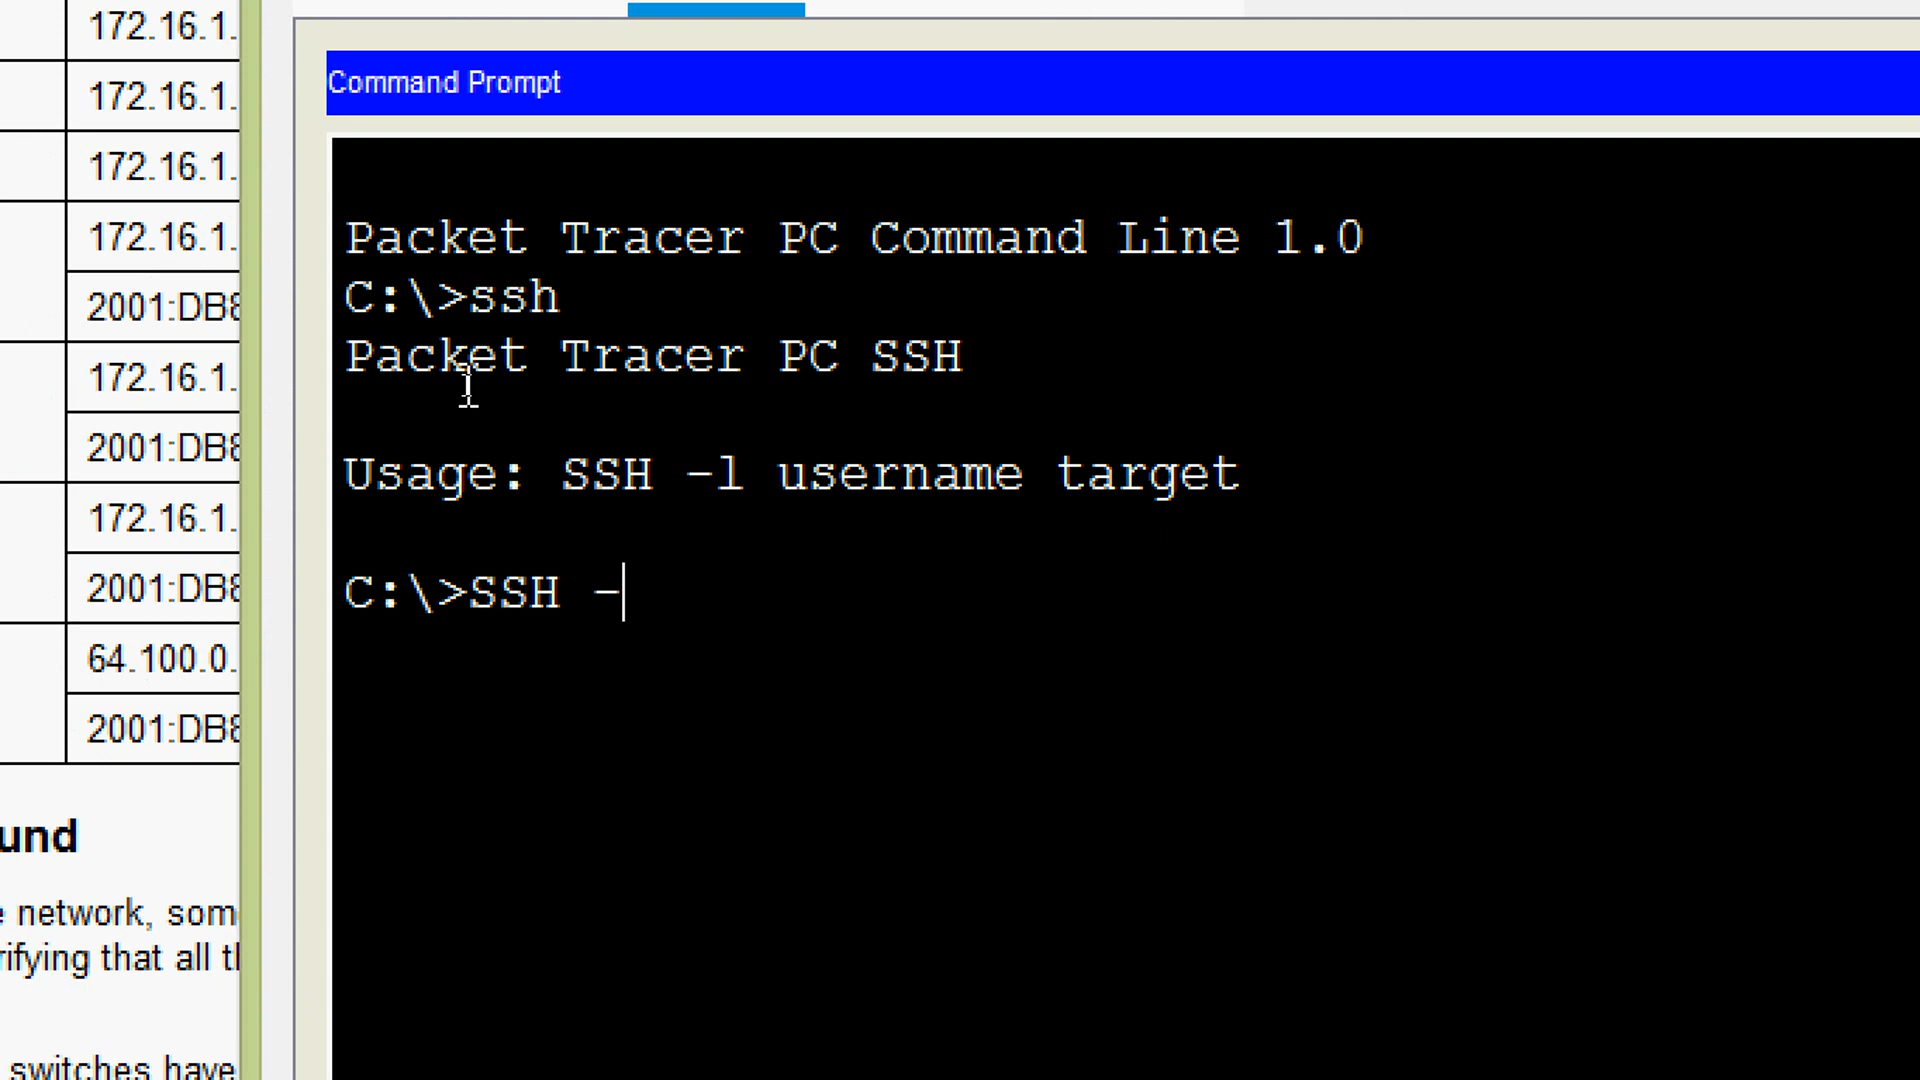 172.16.1.
172.16.1.
172.16.1.
172.16.1.
2001:DB8
172.16.1.
2001:DB8
172.16.1.
2001:DB8
64.100.0.
2001:DB8
und
e network, som
rifying that all th
switches have
Command Prompt
Packet Tracer PC Command Line 1.0
C:\>ssh
Packet Tracer PC SSH
Usage: SSH -l username target
C:\>SSH -